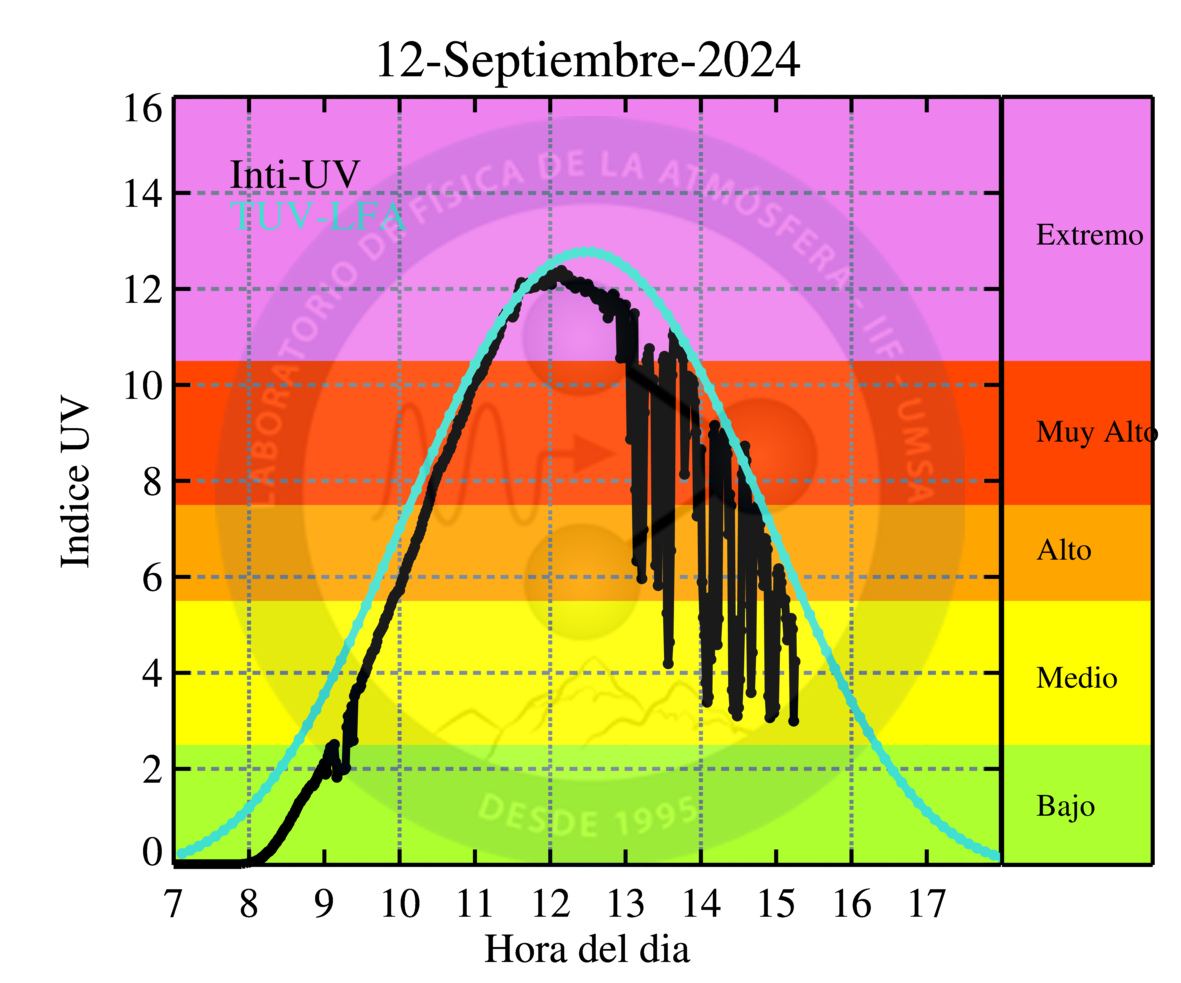 12-Septiembre-2024
16
14
12
10
8
6
4
2
0
Indice UV
Inti-UV
TUV-LFA
LABORATORIO DE FÍSICA DE LA ATMÓSFERA - IIF - UMSA
DESDE 1995
Extremo
Muy Alto
Alto
Medio
Bajo
7 8 9 10 11 12 13 14 15 16 17
Hora del dia